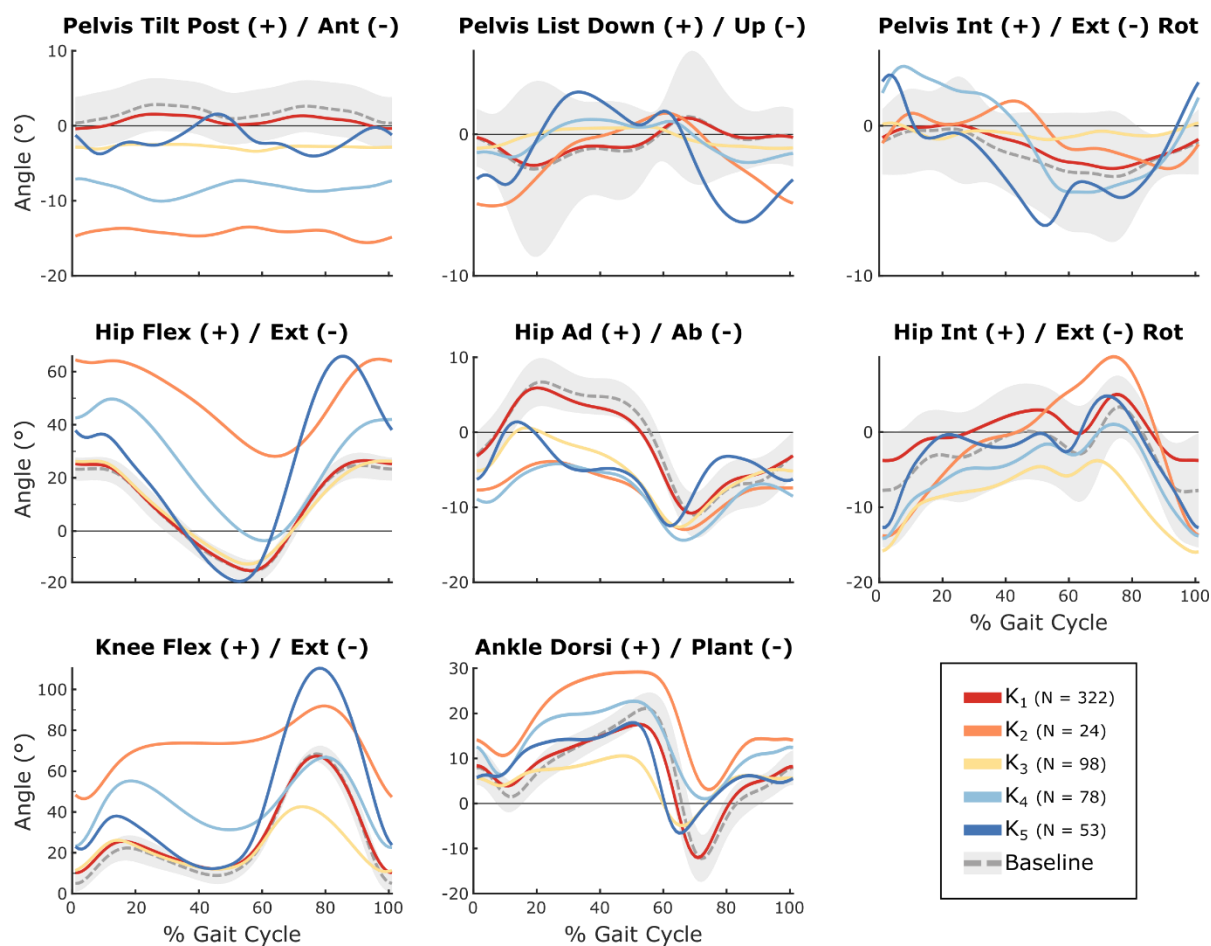 Pelvis Tilt Post (+) / Ant (-)
Pelvis List Down (+) / Up (-)
Pelvis Int (+) / Ext (-) Rot
10
0
-10
-20
Angle (°)
0
-10
0
-10
Hip Flex (+) / Ext (-)
Hip Ad (+) / Ab (-)
Hip Int (+) / Ext (-) Rot
60
40
20
0
-20
Angle (°)
10
0
-10
-20
0
-10
-20
0 20 40 60 80 100
% Gait Cycle
Knee Flex (+) / Ext (-)
Ankle Dorsi (+) / Plant (-)
100
80
60
40
20
0
Angle (°)
0 20 40 60 80 100
% Gait Cycle
30
20
10
0
-10
-20
0 20 40 60 80 100
% Gait Cycle
K1 (N = 322)
K2 (N = 24)
K3 (N = 98)
K4 (N = 78)
K5 (N = 53)
Baseline